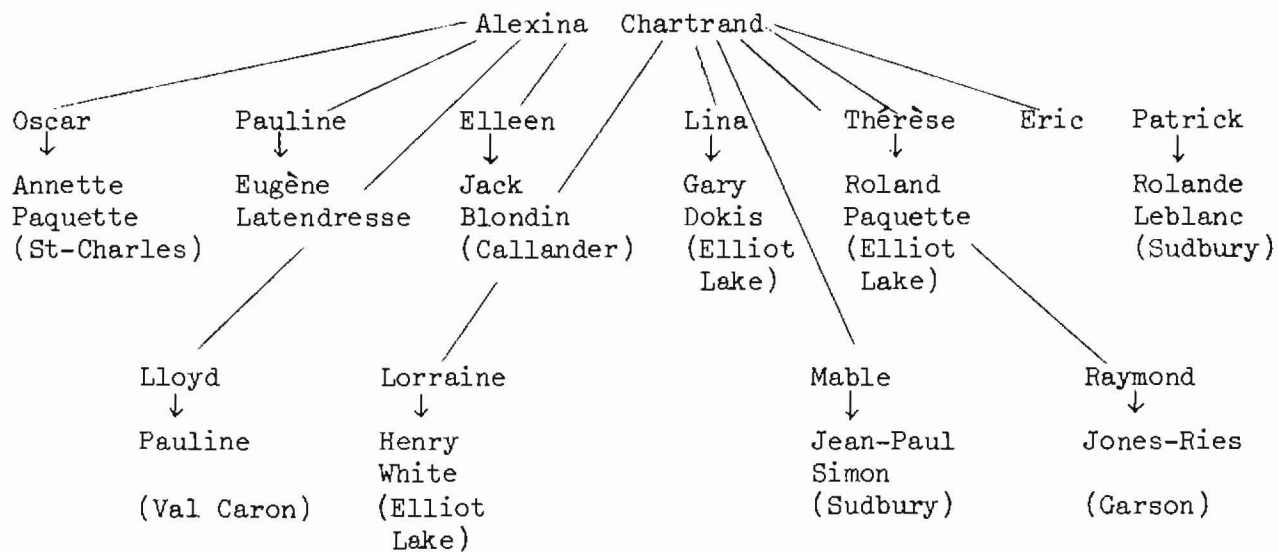 Alexina Chartrand
Oscar Pauline Elleen Lina Thérèse Eric Patrick
Annette Eugène Jack Gary Roland Rolande
Paquette Latendresse Blondin Dokis Paquette Leblanc
(St-Charles) (Callander) (Elliot (Elliot (Sudbury)
Lake) Lake)
Lloyd Lorraine Mable Raymond
Pauline Henry Jean-Paul Jones-Ries
White Simon
(Val Caron) (Elliot (Sudbury) (Garson)
Lake)